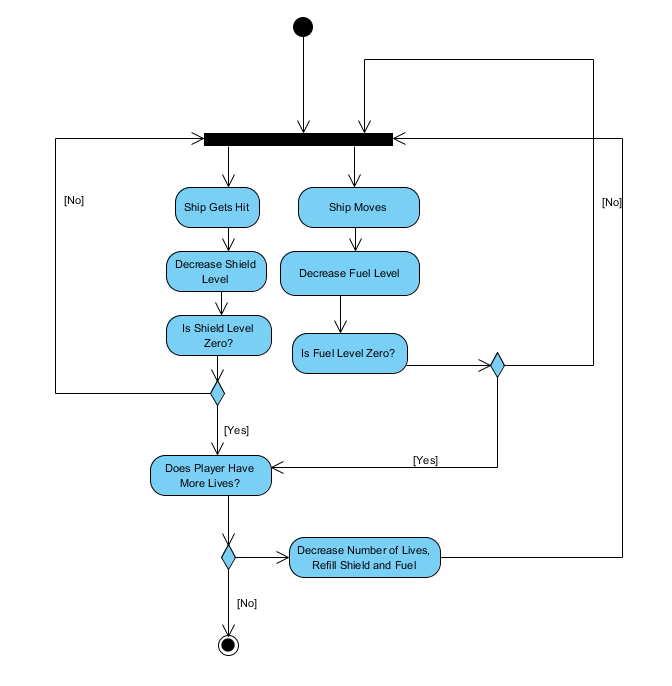 [No]
[No]
Ship Gets Hit
Ship Moves
Decrease Shield
Level
Decrease Fuel Level
Is Shield Level
Zero?
Is Fuel Level Zero?
[Yes]
[Yes]
Does Player Have
More Lives?
Decrease Number of Lives,
Refill Shield and Fuel
[No]